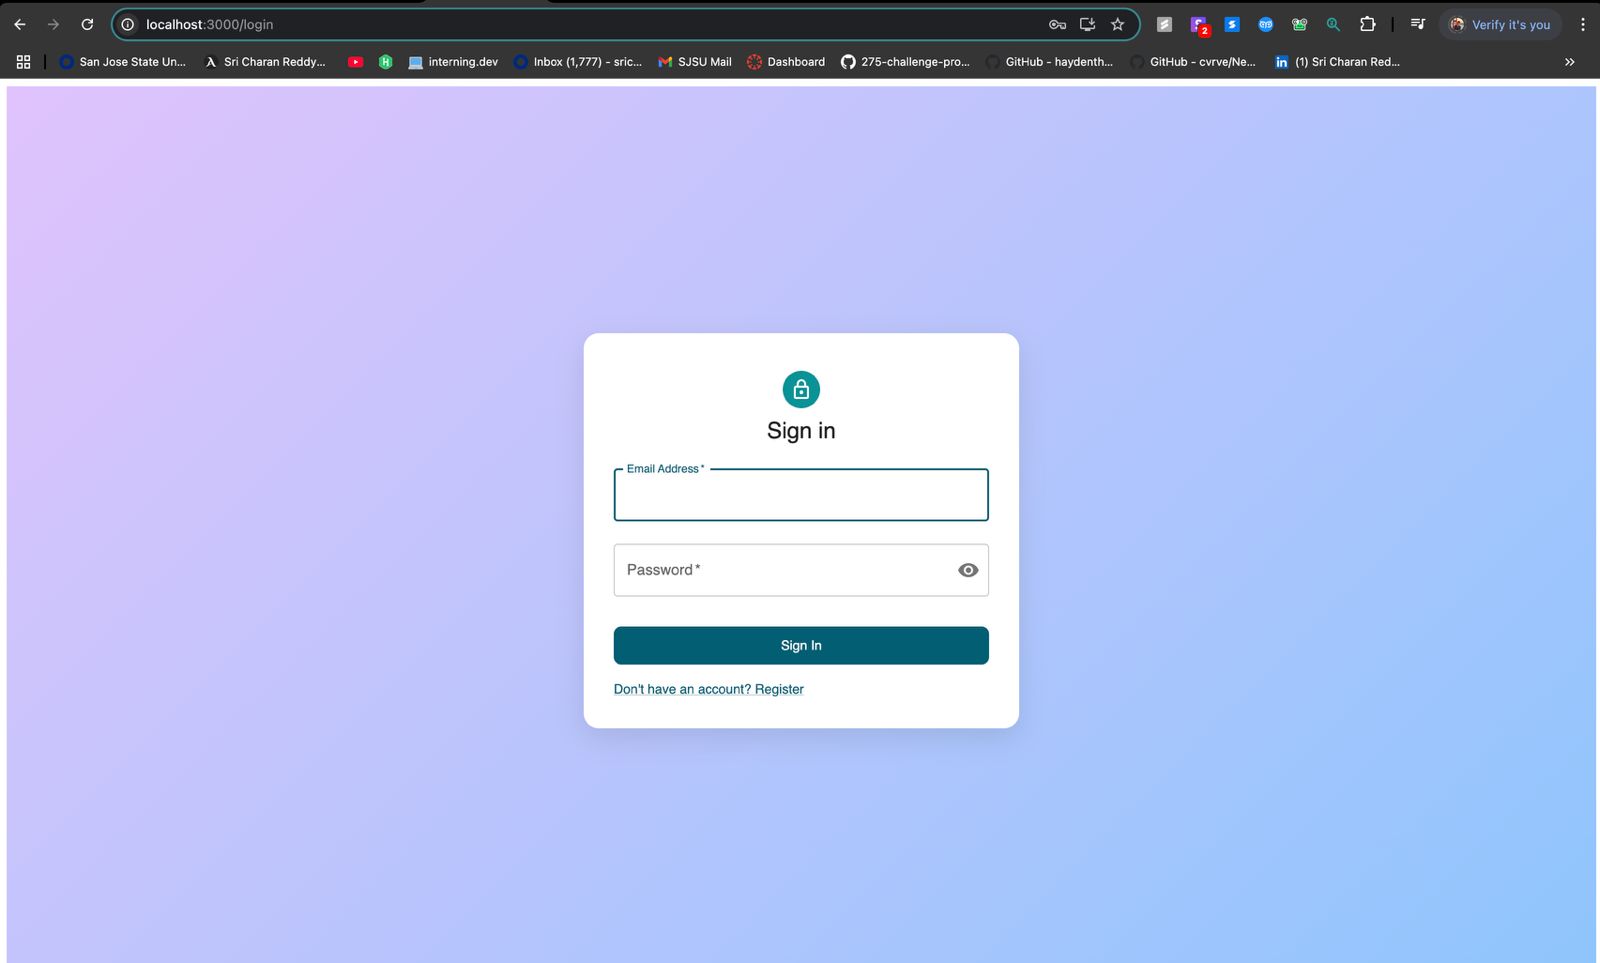 localhost:3000/login
2
Verify it's you
San Jose State Un...
Sri Charan Reddy...
interning.dev
Inbox (1,777) - sric...
SJSU Mail
Dashboard
275-challenge-pro...
GitHub - haydenth...
GitHub - cvrve/Ne...
(1) Sri Charan Red...
Sign in
Email Address *
Password *
Sign In
Don't have an account? Register